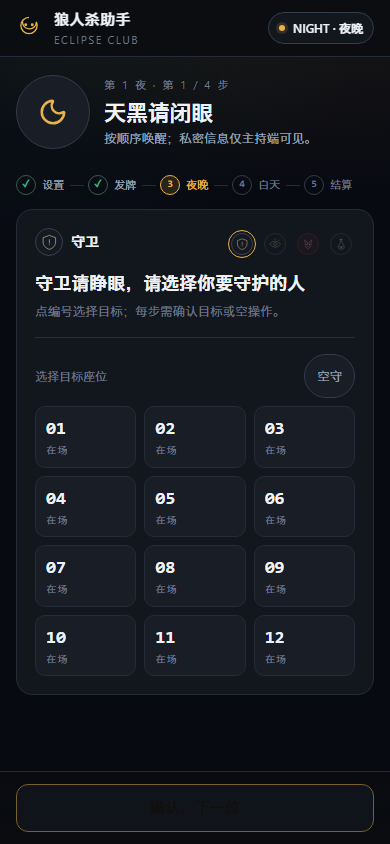 狼人杀助手
ECLIPSE CLUB
NIGHT · 夜晚
第 1 夜 · 第 1 / 4 步
天黑请闭眼
按顺序唤醒；私密信息仅主持端可见。
设置
发牌
3 夜晚
4 白天
5 结算
守卫
守卫请睁眼，请选择你要守护的人
点编号选择目标；每步需确认目标或空操作。
选择目标座位
空守
01 02 03
在场 在场 在场
04 05 06
在场 在场 在场
07 08 09
在场 在场 在场
10 11 12
在场 在场 在场
确认，下一位